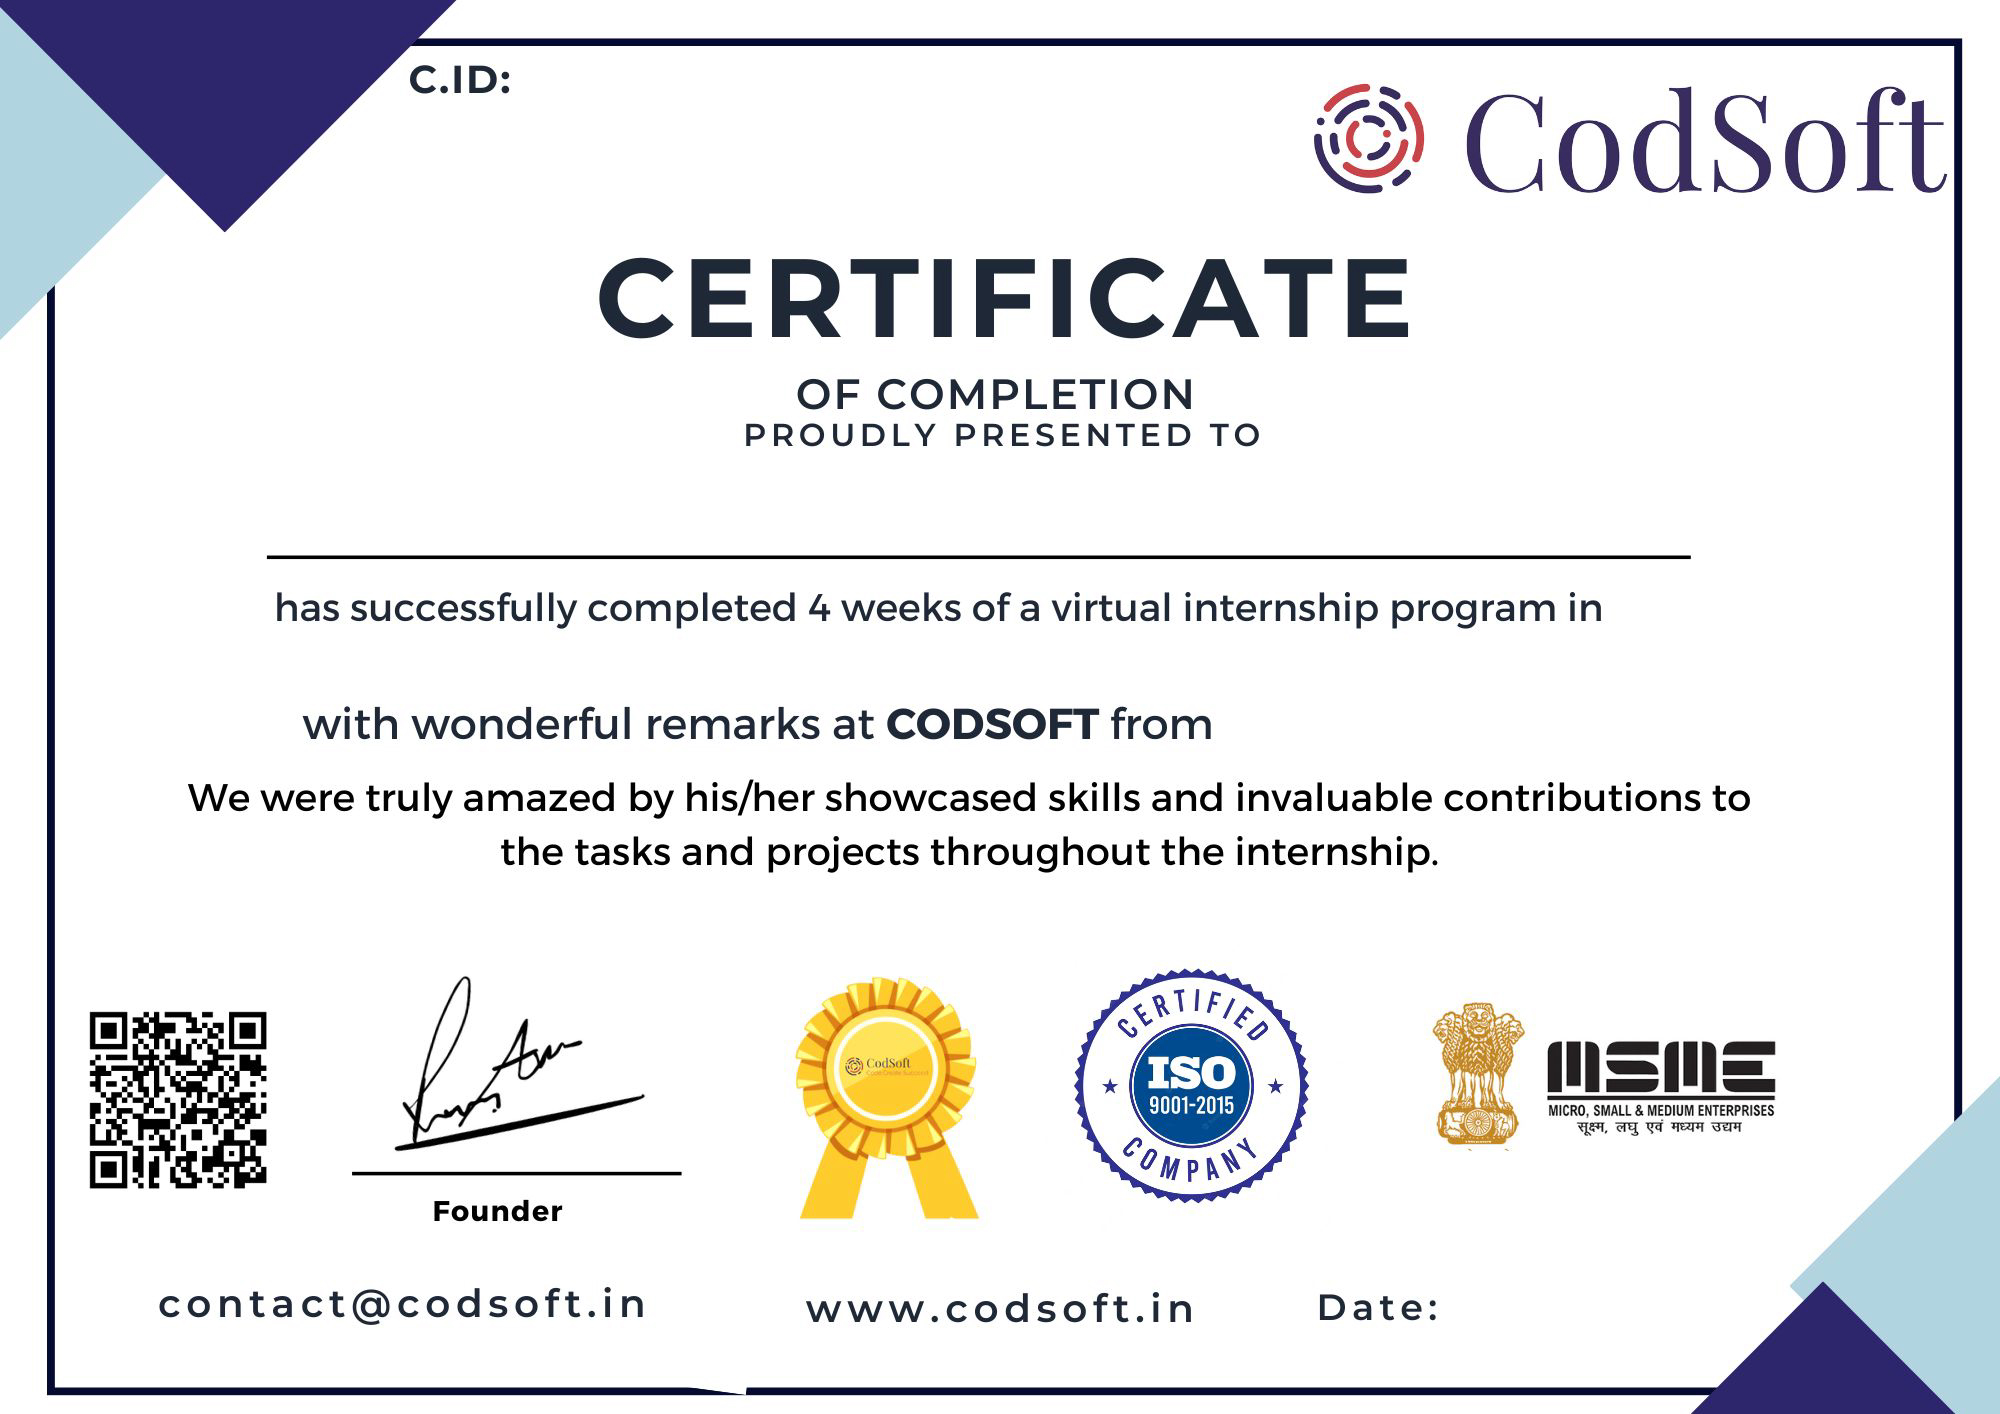 C.ID:
CodSoft
CERTIFICATE
OF COMPLETION
PROUDLY PRESENTED TO
has successfully completed 4 weeks of a virtual internship program in
with wonderful remarks at CODSOFT from
We were truly amazed by his/her showcased skills and invaluable contributions to
the tasks and projects throughout the internship.
Founder
CodSoft
CERTIFIED
ISO
9001-2015
COMPANY
MSME
MICRO, SMALL & MEDIUM ENTERPRISES
सूक्ष्म, लघु एवं मध्यम उद्यम
contact@codsoft.in
www.codsoft.in
Date: